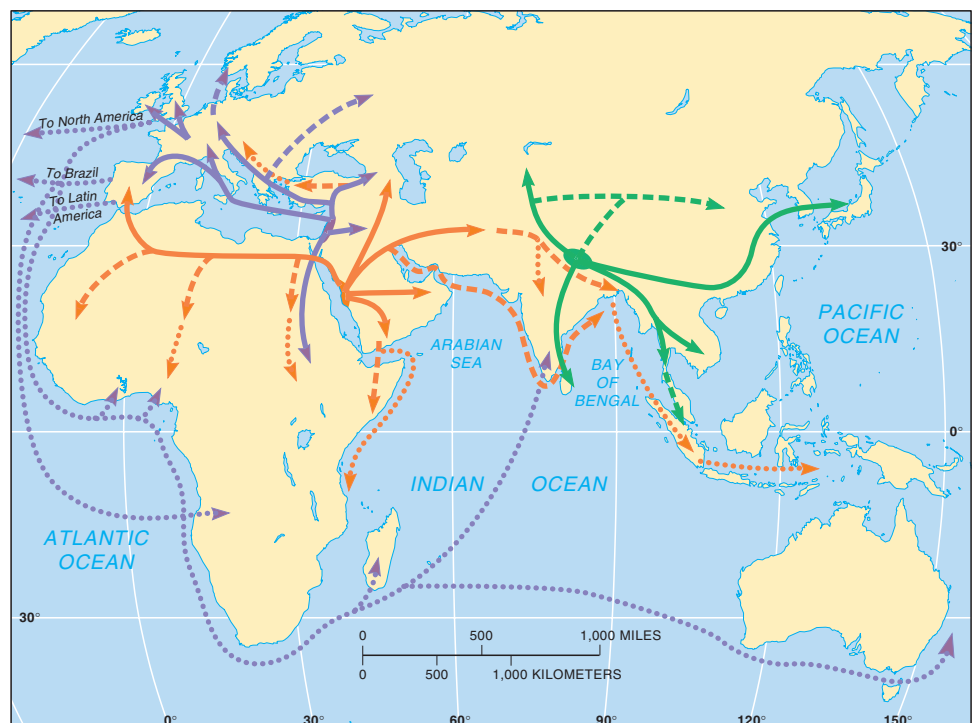 To North America
To Brazil
To Latin
America
30°
PACIFIC
OCEAN
ARABIAN
SEA
BAY
OF
BENGAL
0°
INDIAN OCEAN
ATLANTIC
OCEAN
30°
0 500 1,000 MILES
0 500 1,000 KILOMETERS
0° 30° 60° 90° 120° 150°